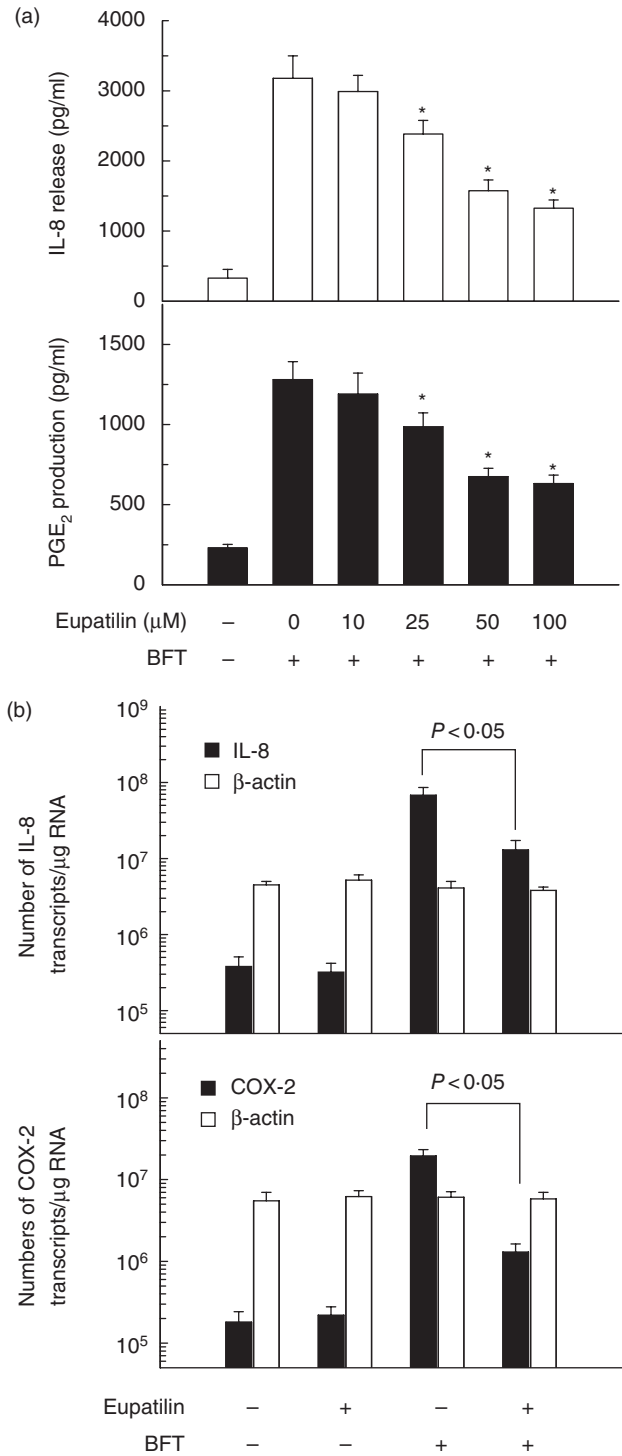 (a)
IL-8 release (pg/ml)
4000
3000
2000
1000
0
*
*
*
PGE2 production (pg/ml)
1500
1000
500
0
*
*
*
Eupatilin (μM) – 0 10 25 50 100
BFT – + + + + +
(b)
Number of IL-8
transcripts/μg RNA
10⁹
10⁸
10⁷
10⁶
10⁵
IL-8
β-actin
P < 0·05
Numbers of COX-2
transcripts/μg RNA
10⁸
10⁷
10⁶
10⁵
COX-2
β-actin
P < 0·05
Eupatilin – + – +
BFT – – + +